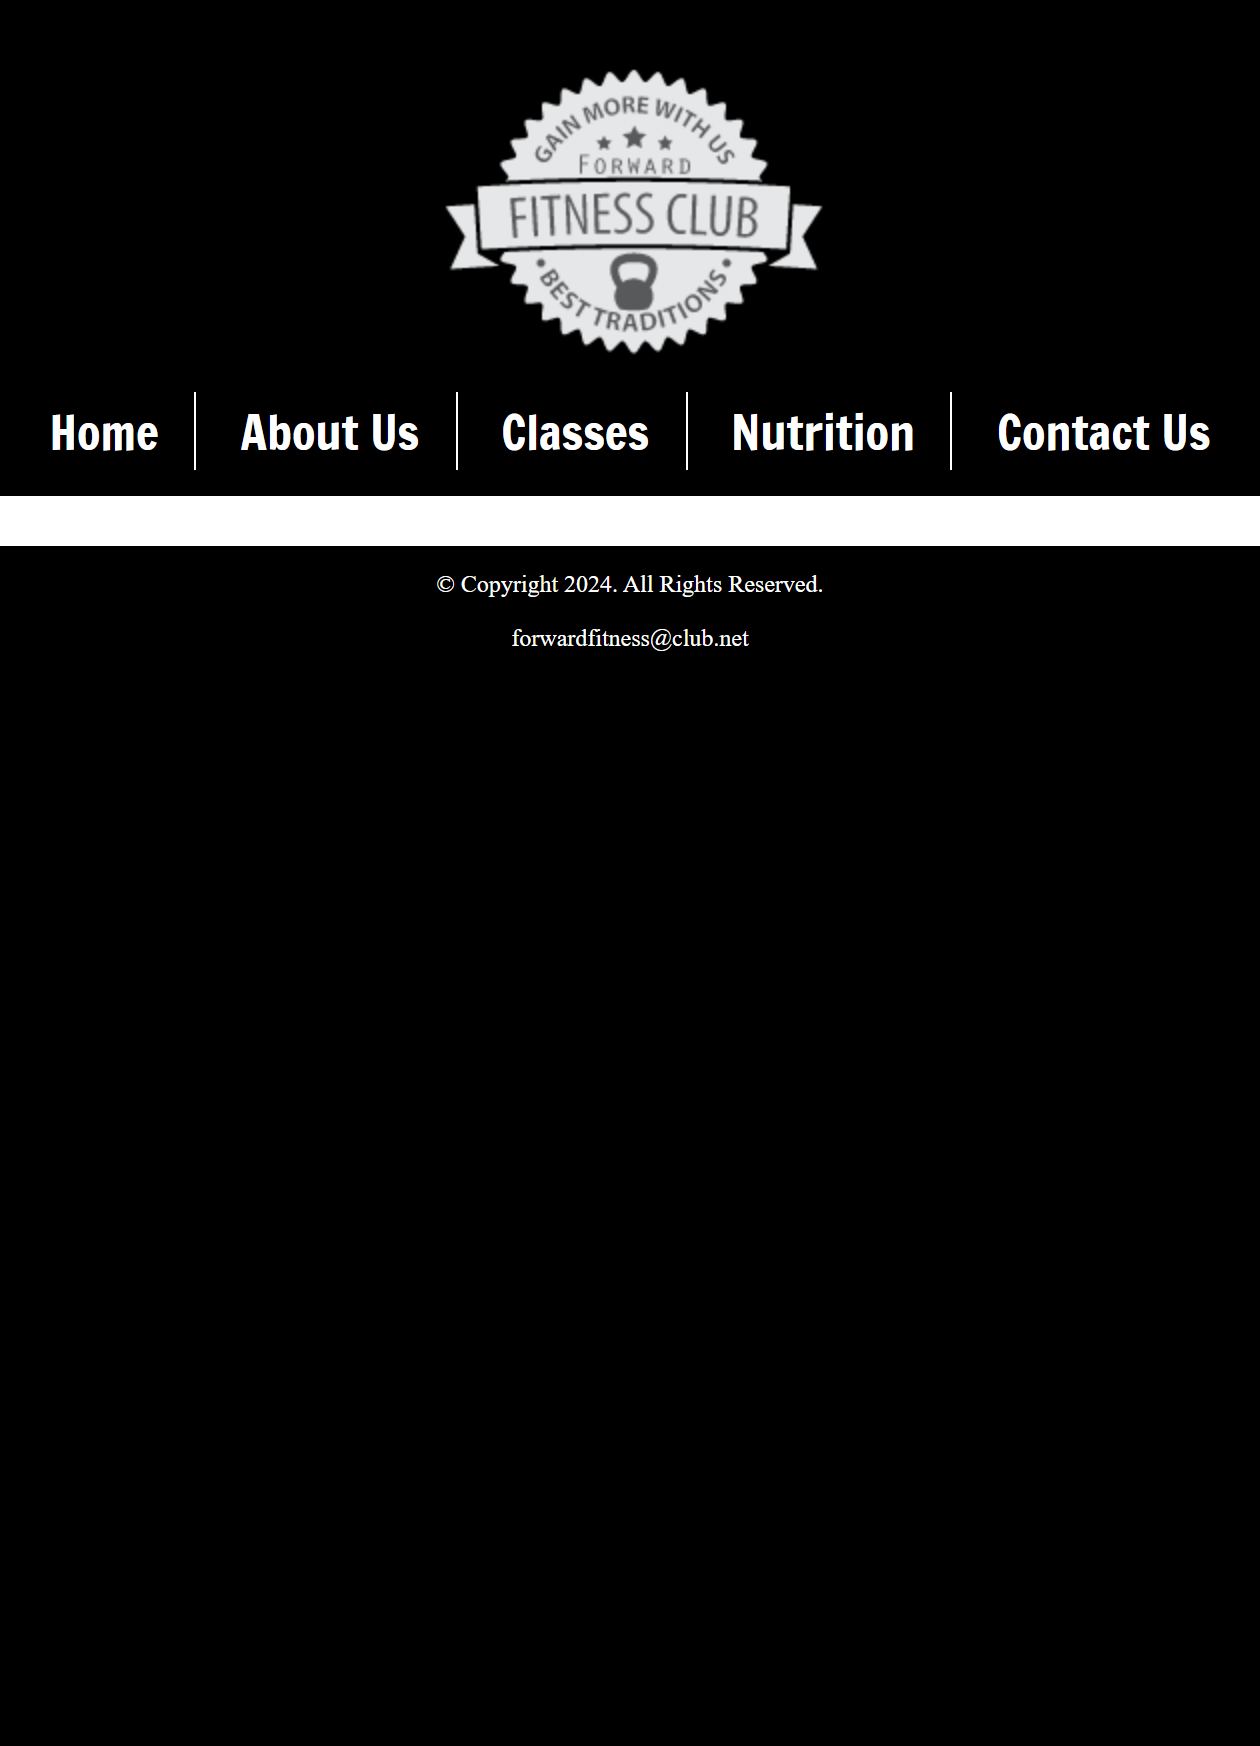 GAIN MORE WITH US
FORWARD
FITNESS CLUB
• BEST TRADITIONS •
Home
About Us
Classes
Nutrition
Contact Us
© Copyright 2024. All Rights Reserved.
forwardfitness@club.net